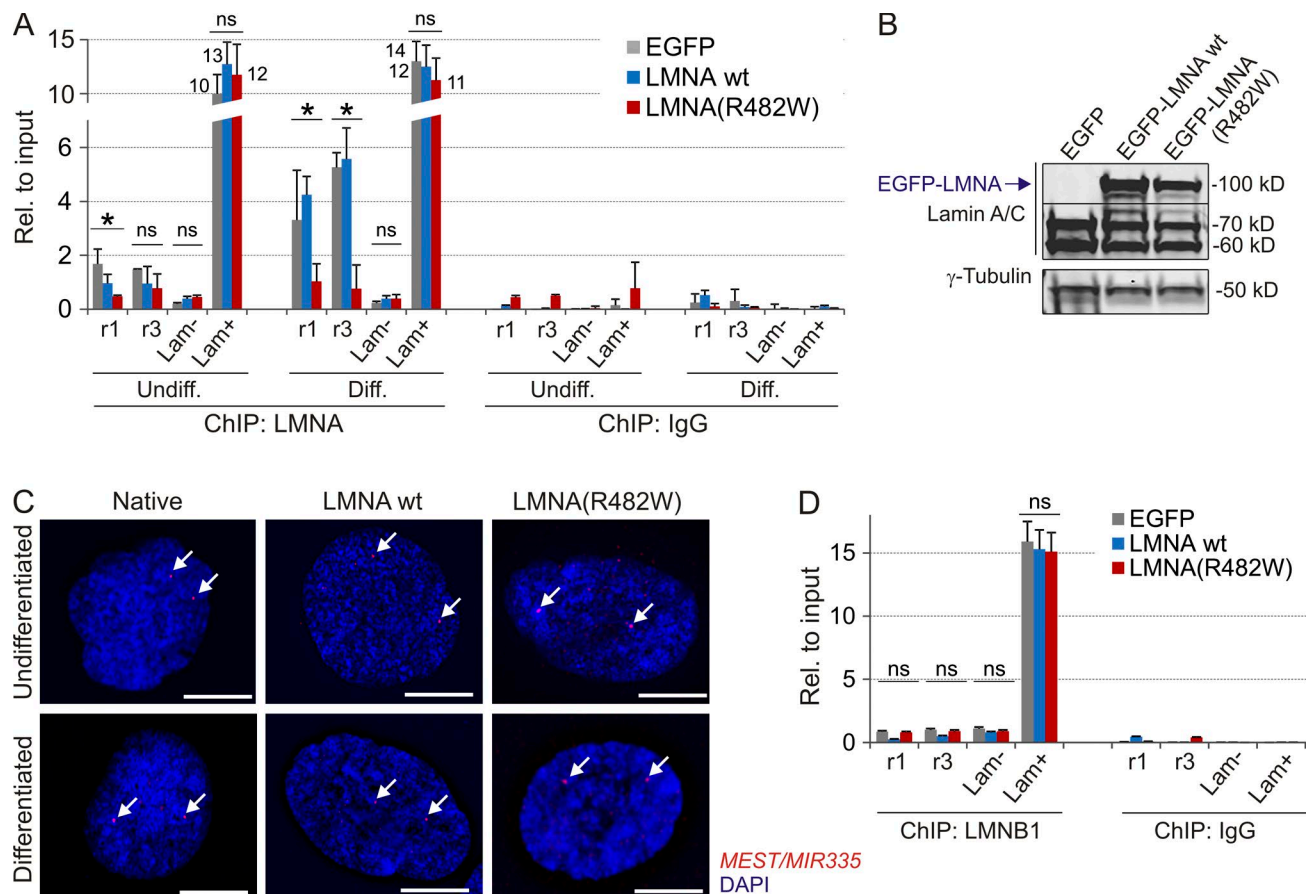 A
ns
ns
15
13
14
EGFP
LMNA wt
10
10
12
12
11
LMNA(R482W)
*
*
6
Rel. to input
4
*
ns
ns
ns
2
0
r1
r3
Lam-
Lam+
r1
r3
Lam-
Lam+
r1
r3
Lam-
Lam+
r1
r3
Lam-
Lam+
Undiff.
Diff.
Undiff.
Diff.
ChIP: LMNA
ChIP: IgG
B
EGFP
EGFP-LMNA wt
EGFP-LMNA
(R482W)
EGFP-LMNA
-100 kD
Lamin A/C
-70 kD
-60 kD
γ-Tubulin
-50 kD
C
Native
LMNA wt
LMNA(R482W)
Undifferentiated
Differentiated
MEST/MIR335
DAPI
D
ns
EGFP
LMNA wt
LMNA(R482W)
15
Rel. to input
10
ns
ns
ns
5
0
r1
r3
Lam-
Lam+
r1
r3
Lam-
Lam+
ChIP: LMNB1
ChIP: IgG